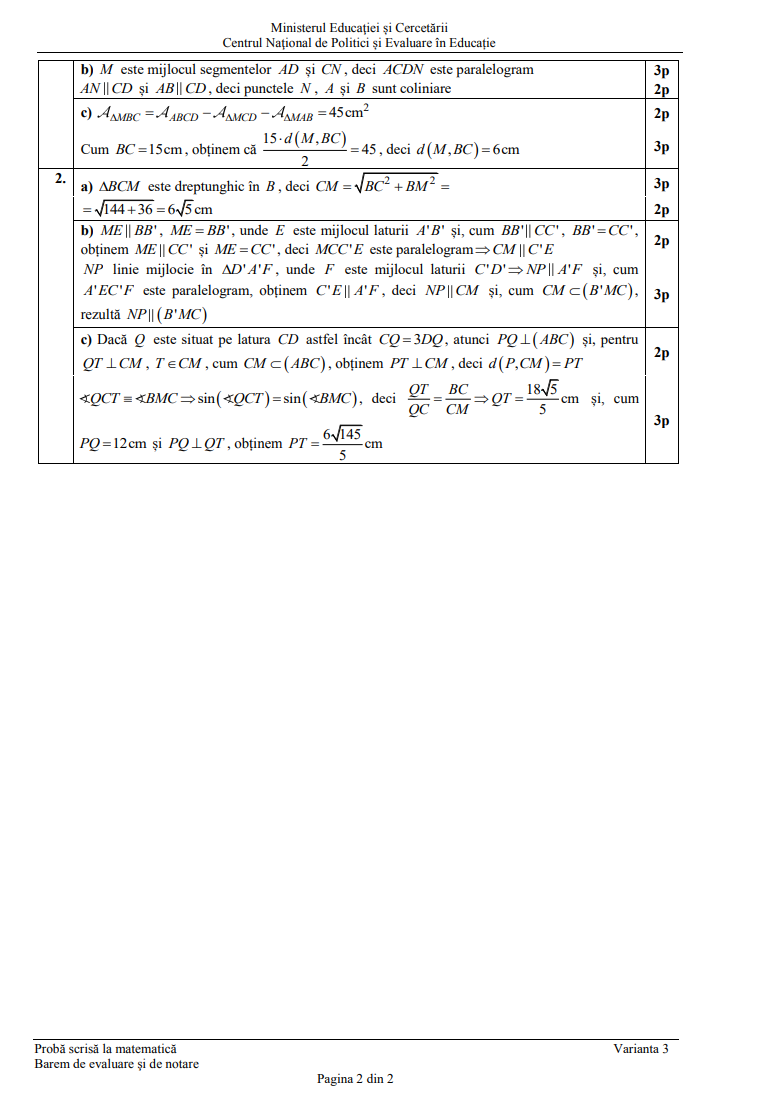 Ministerul Educaţiei și Cercetării
Centrul Naţional de Politici și Evaluare în Educaţie
b) M este mijlocul segmentelor AD și CN, deci ACDN este paralelogram 3p
AN || CD și AB || CD, deci punctele N, A și B sunt coliniare 2p
c) A_ΔMBC = A_ABCD − A_ΔMCD − A_ΔMAB = 45cm² 2p
Cum BC = 15cm, obținem că 15·d(M,BC)/2 = 45, deci d(M,BC) = 6cm 3p
2. a) ΔBCM este dreptunghic în B, deci CM = √(BC² + BM²) = 3p
= √(144+36) = 6√5 cm 2p
b) ME || BB', ME = BB', unde E este mijlocul laturii A'B' și, cum BB' || CC', BB' = CC',
obținem ME || CC' și ME = CC', deci MCC'E este paralelogram ⇒ CM || C'E 2p
NP linie mijlocie în ΔD'A'F, unde F este mijlocul laturii C'D' ⇒ NP || A'F și, cum
A'EC'F este paralelogram, obținem C'E || A'F, deci NP || CM și, cum CM ⊂ (B'MC), 3p
rezultă NP || (B'MC)
c) Dacă Q este situat pe latura CD astfel încât CQ = 3DQ, atunci PQ ⊥ (ABC) și, pentru
QT ⊥ CM, T ∈ CM, cum CM ⊂ (ABC), obținem PT ⊥ CM, deci d(P,CM) = PT 2p
∢QCT ≡ ∢BMC ⇒ sin(∢QCT) = sin(∢BMC), deci QT/QC = BC/CM ⇒ QT = 18√5/5 cm și, cum
PQ = 12cm și PQ ⊥ QT, obținem PT = 6√145/5 cm 3p
Probă scrisă la matematică Varianta 3
Barem de evaluare şi de notare
Pagina 2 din 2